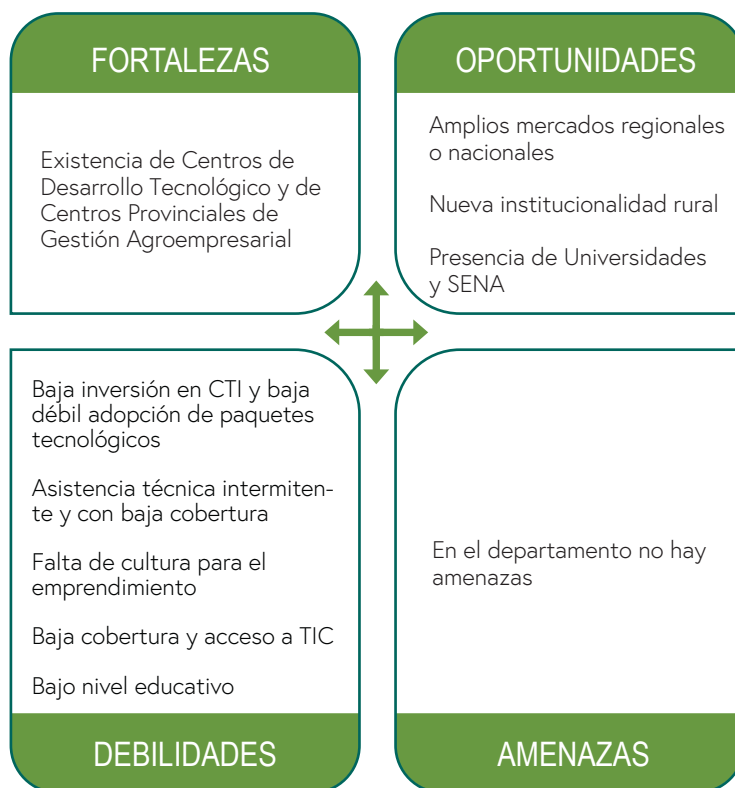 FORTALEZAS
Existencia de Centros de
Desarrollo Tecnológico y de
Centros Provinciales de
Gestión Agroempresarial
OPORTUNIDADES
Amplios mercados regionales
o nacionales
Nueva institucionalidad rural
Presencia de Universidades
y SENA
Baja inversión en CTI y baja
débil adopción de paquetes
tecnológicos
Asistencia técnica intermiten-
te y con baja cobertura
Falta de cultura para el
emprendimiento
Baja cobertura y acceso a TIC
Bajo nivel educativo
DEBILIDADES
En el departamento no hay
amenazas
AMENAZAS